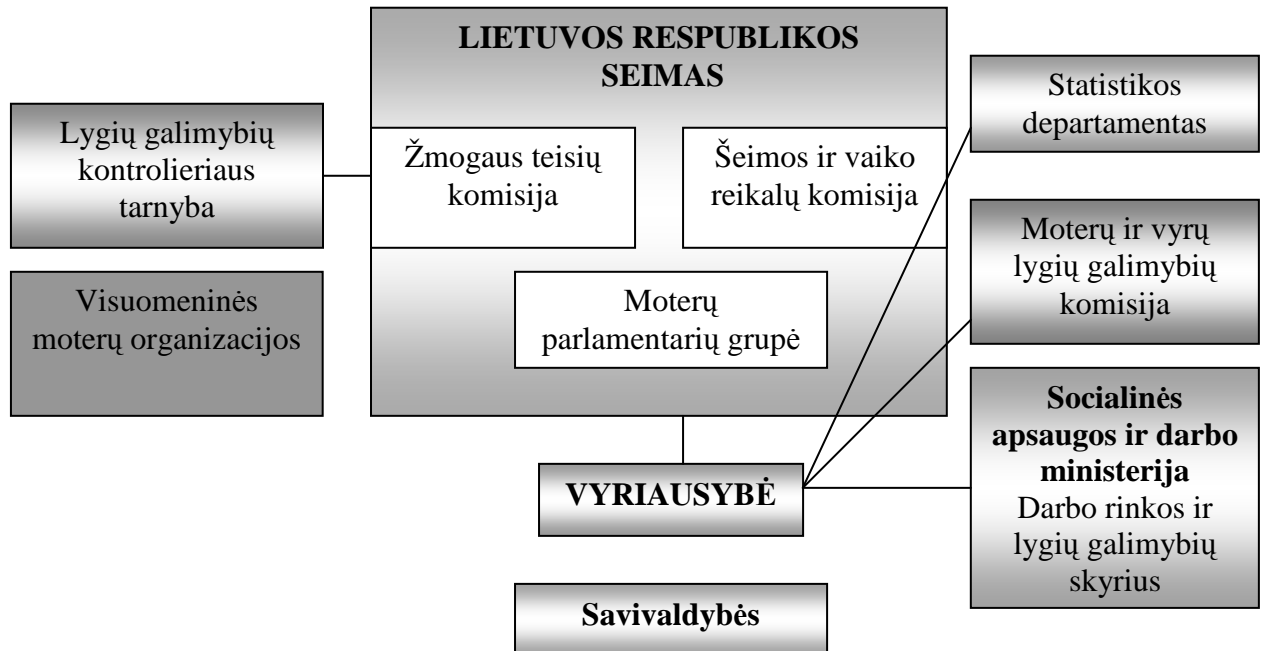 LIETUVOS RESPUBLIKOS
SEIMAS
Lygių galimybių
kontrolieriaus
tarnyba
Žmogaus teisių
komisija
Šeimos ir vaiko
reikalų komisija
Moterų
parlamentarių grupė
Visuomeninės
moterų organizacijos
Statistikos
departamentas
Moterų ir vyrų
lygių galimybių
komisija
Socialinės
apsaugos ir darbo
ministerija
Darbo rinkos ir
lygių galimybių
skyrius
VYRIAUSYBĖ
Savivaldybės